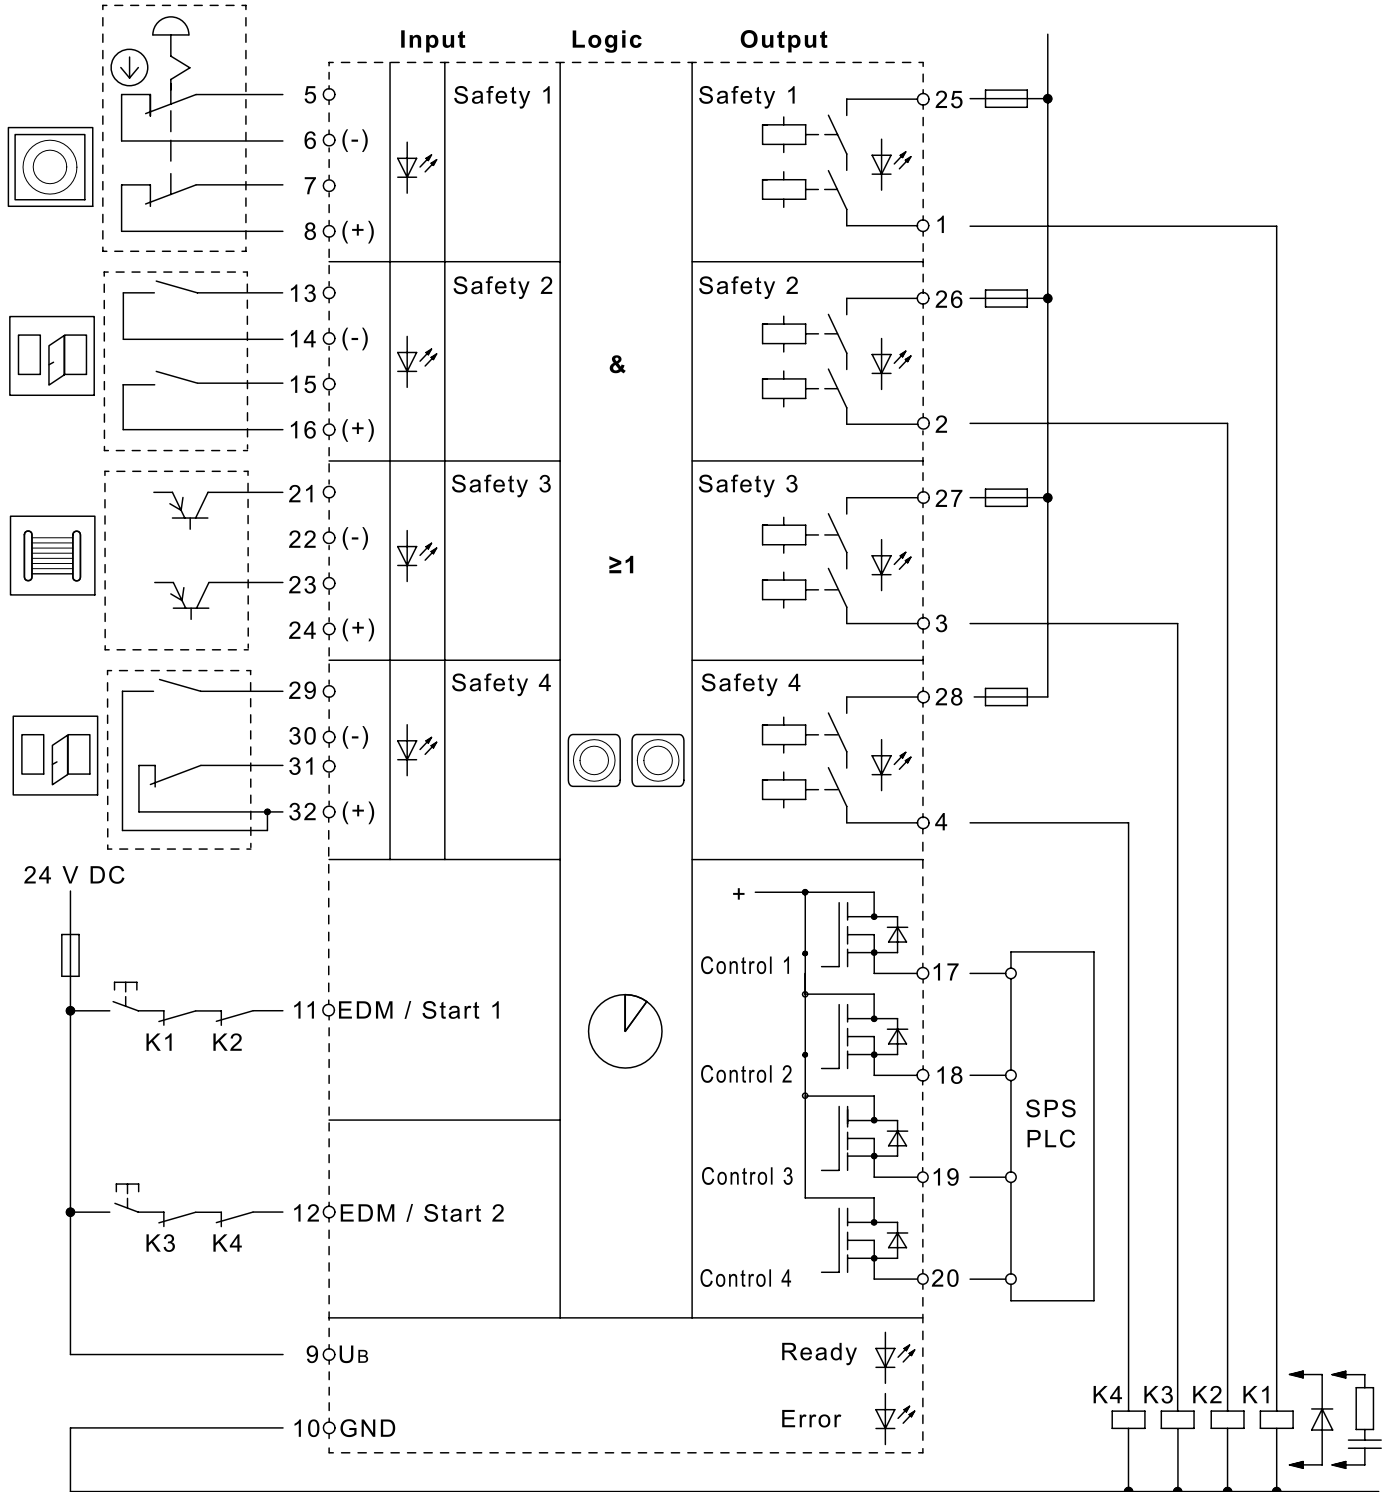 Input Logic Output
5 Safety 1 Safety 1 25
6 (-)
7
8 (+) 1
13 Safety 2 Safety 2 26
14 (-) &
15
16 (+) 2
21 Safety 3 Safety 3 27
22 (-)
23 ≥1
24 (+) 3
29 Safety 4 Safety 4 28
30 (-)
31
32 (+) 4
24 V DC
+
Control 1 17
11 EDM / Start 1
K1 K2
Control 2 18
SPS
PLC
Control 3 19
12 EDM / Start 2
K3 K4
Control 4 20
9 UB Ready
K4 K3 K2 K1
10 GND Error